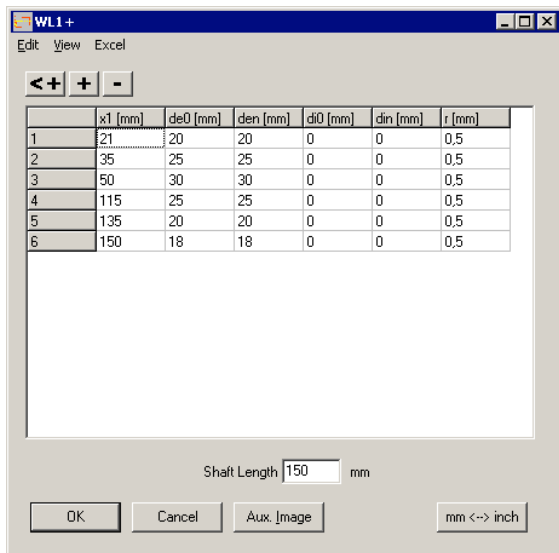 WL1+
Edit View Excel
<+ + -
x1 [mm] de0 [mm] den [mm] di0 [mm] din [mm] r [mm]
1 21 20 20 0 0 0,5
2 35 25 25 0 0 0,5
3 50 30 30 0 0 0,5
4 115 25 25 0 0 0,5
5 135 20 20 0 0 0,5
6 150 18 18 0 0 0,5
Shaft Length 150 mm
OK Cancel Aux. Image mm <--> inch